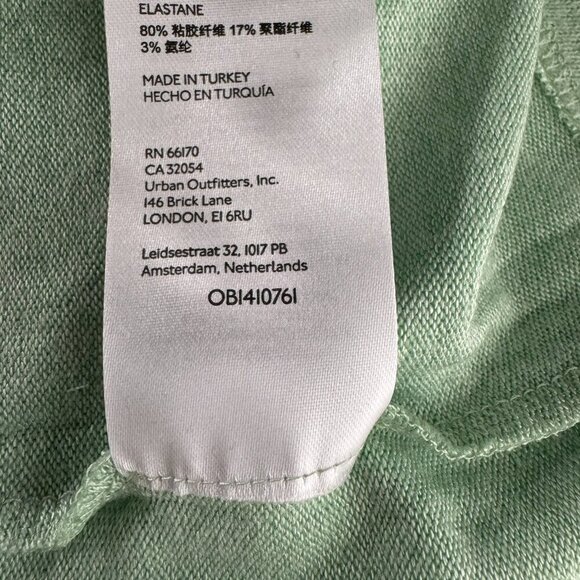 ELASTANE
80% 粘胶纤维 17% 聚酯纤维
3% 氨纶
MADE IN TURKEY
HECHO EN TURQUÍA
RN 66170
CA 32054
Urban Outfitters, Inc.
146 Brick Lane
LONDON, E1 6RU
Leidsestraat 32, 1017 PB
Amsterdam, Netherlands
OB1410761